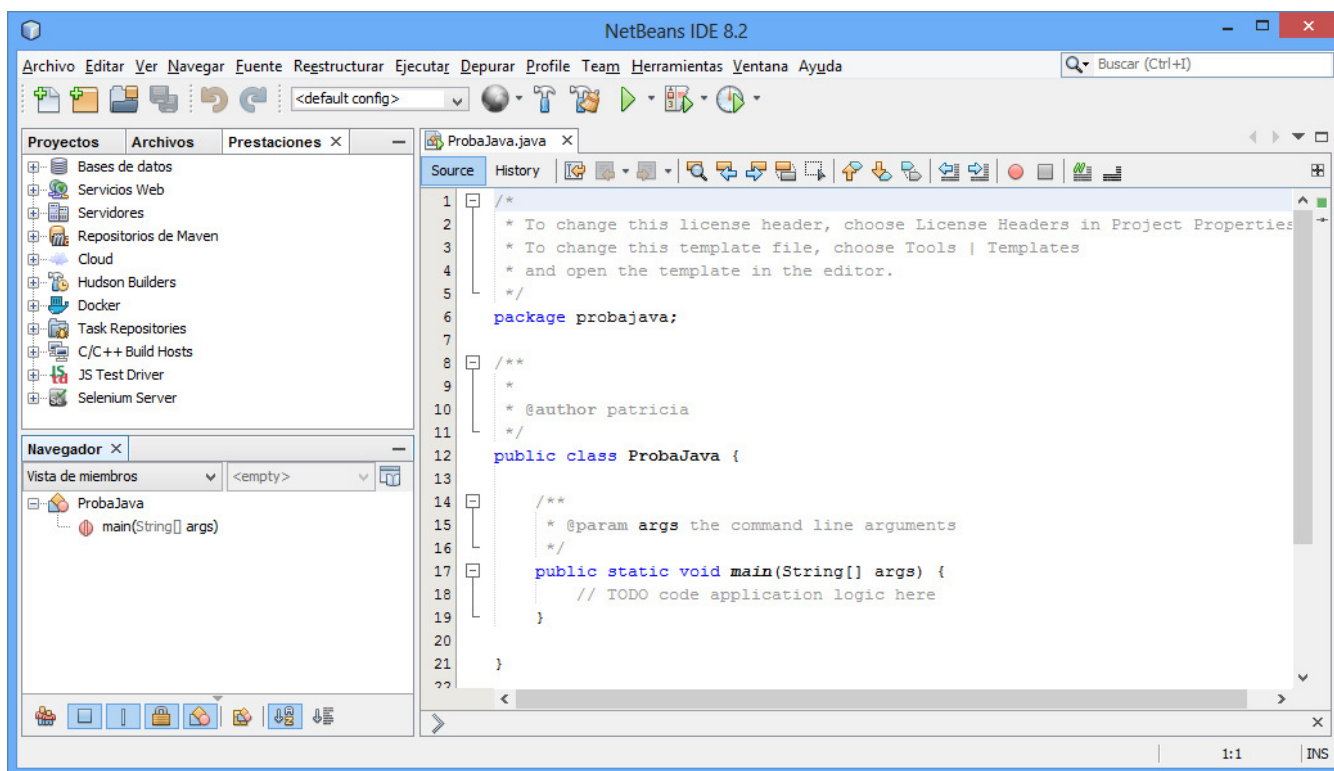 NetBeans IDE 8.2
Archivo Editar Ver Navegar Fuente Reestructurar Ejecutar Depurar Profile Team Herramientas Ventana Ayuda
Buscar (Ctrl+I)
<default config>
Proyectos Archivos Prestaciones
Bases de datos
Servicios Web
Servidores
Repositorios de Maven
Cloud
Hudson Builders
Docker
Task Repositories
C/C++ Build Hosts
JS Test Driver
Selenium Server
Navegador
Vista de miembros <empty>
ProbaJava
main(String[] args)
ProbaJava.java
Source History
1 /*
2 * To change this license header, choose License Headers in Project Properties
3 * To change this template file, choose Tools | Templates
4 * and open the template in the editor.
5 */
6 package probajava;
7
8 /**
9 *
10 * @author patricia
11 */
12 public class ProbaJava {
13
14 /**
15 * @param args the command line arguments
16 */
17 public static void main(String[] args) {
18 // TODO code application logic here
19 }
20
21 }
22
1:1 INS